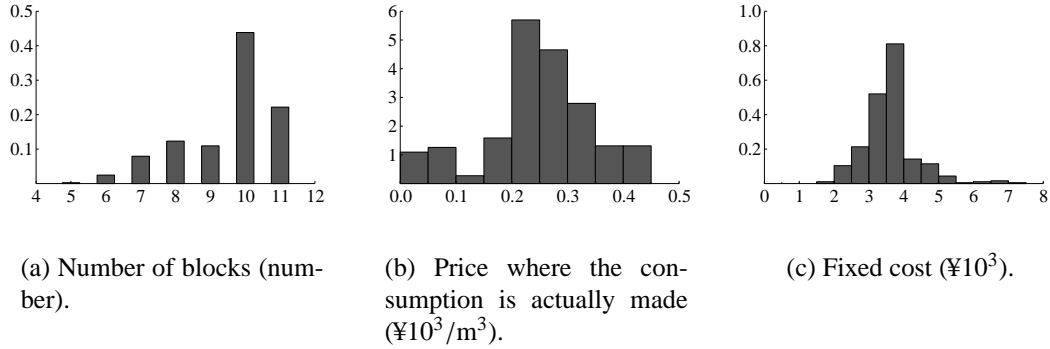 0.5
0.4
0.3
0.2
0.1
4 5 6 7 8 9 10 11 12
6
5
4
3
2
1
0.0 0.1 0.2 0.3 0.4 0.5
1.0
0.8
0.6
0.4
0.2
0 1 2 3 4 5 6 7 8
(a) Number of blocks (num-
ber).
(b) Price where the con-
sumption is actually made
(¥10³/m³).
(c) Fixed cost (¥10³).